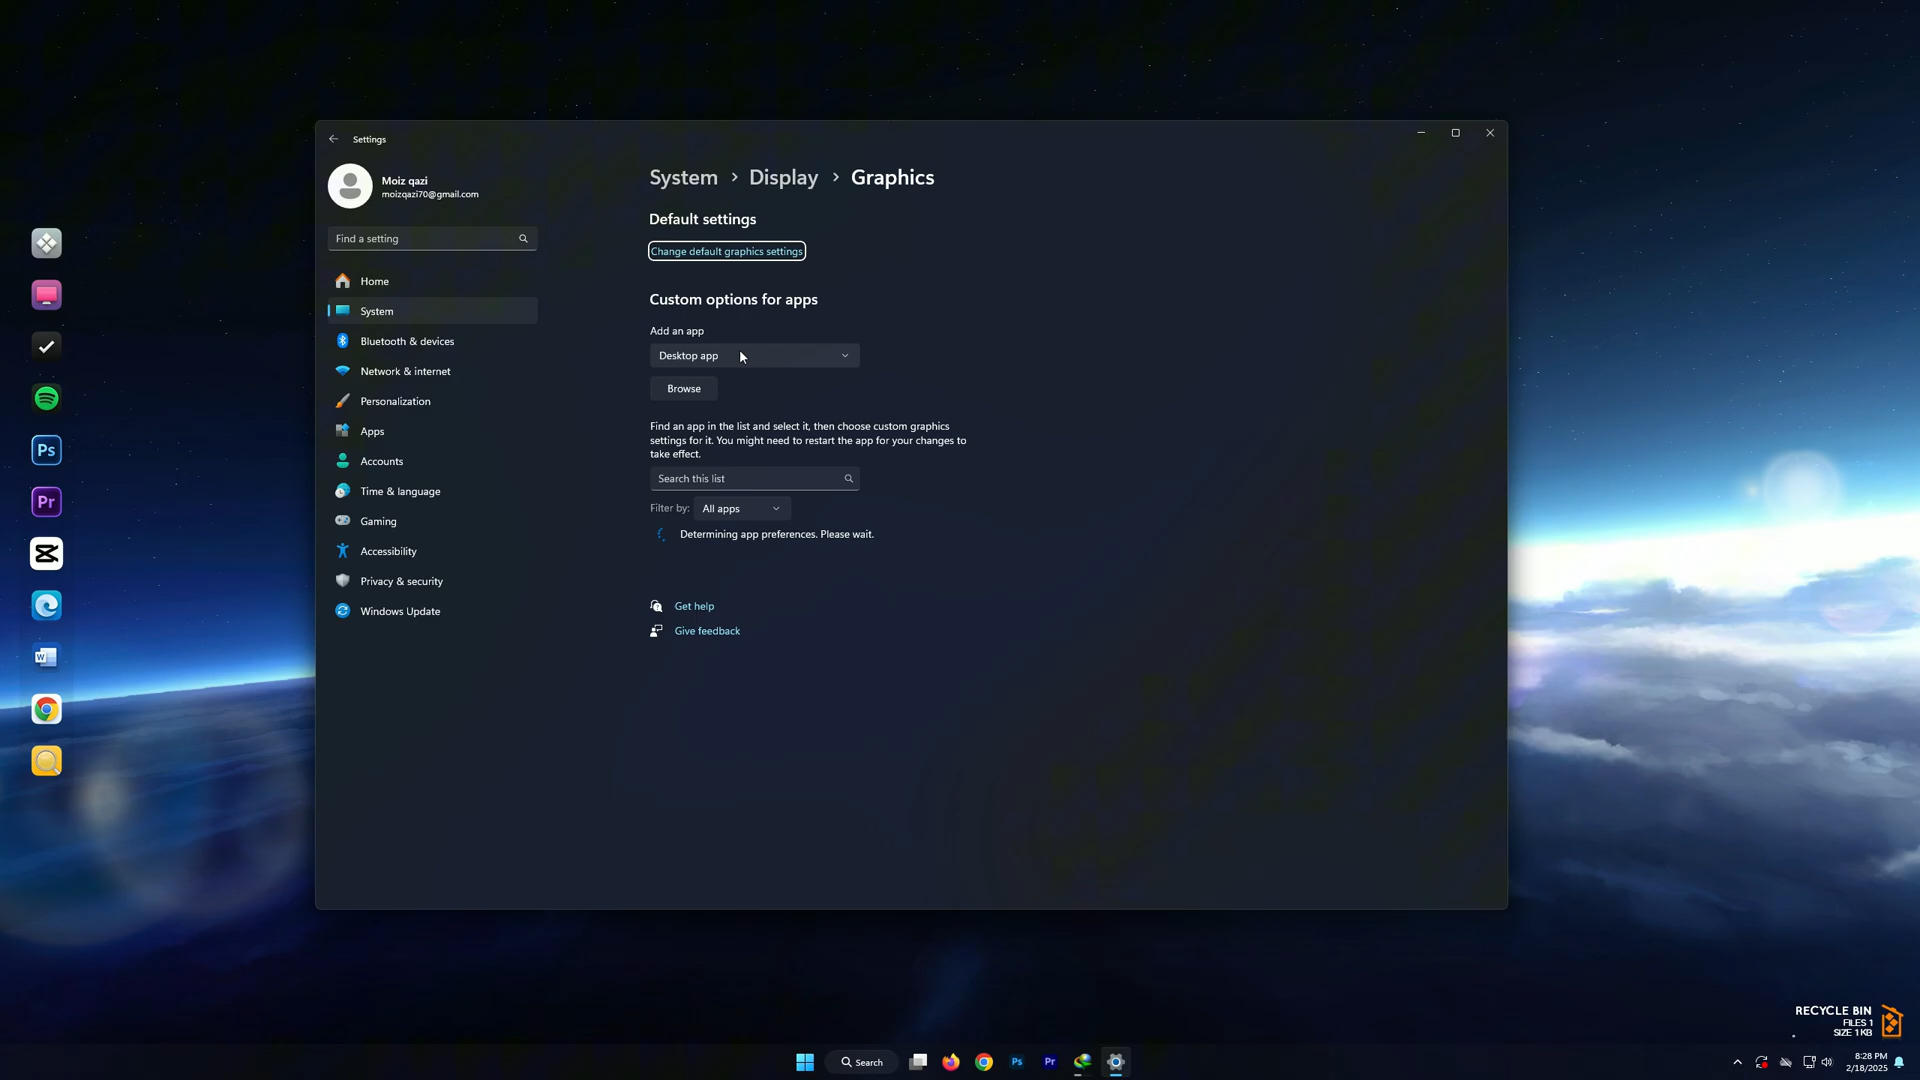 Settings
Moiz qazi
moizqazi70@gmail.com
Find a setting
Home
System
Bluetooth & devices
Network & internet
Personalization
Apps
Accounts
Time & language
Gaming
Accessibility
Privacy & security
Windows Update
System > Display > Graphics
Default settings
Change default graphics settings
Custom options for apps
Add an app
Desktop app
Browse
Find an app in the list and select it, then choose custom graphics
settings for it. You might need to restart the app for your changes to
take effect.
Search this list
Filter by: All apps
Determining app preferences. Please wait.
Get help
Give feedback
Ps
Pr
W
RECYCLE BIN
FILES 1
SIZE 1 KB
Search
Ps
Pr
8:28 PM
2/18/2025